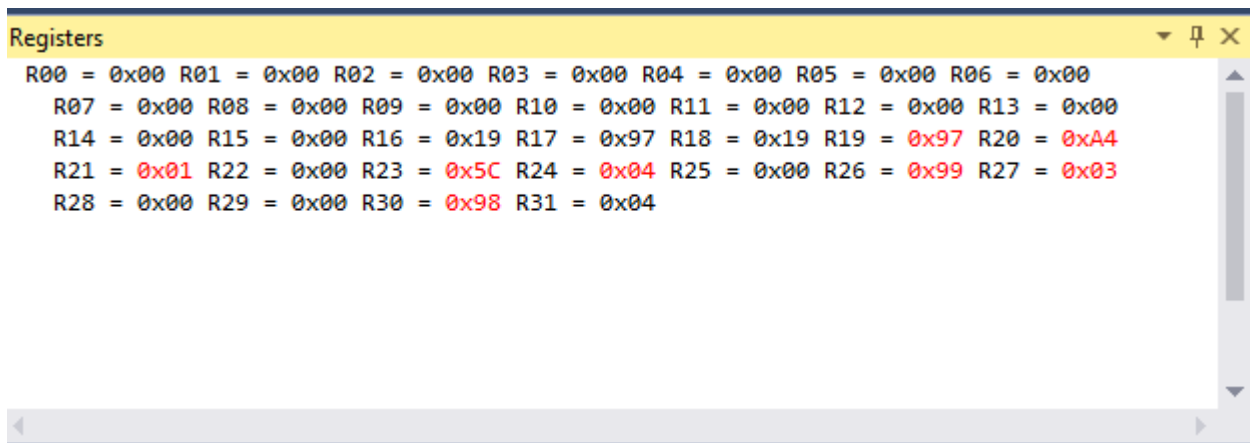 Registers
R00 = 0x00 R01 = 0x00 R02 = 0x00 R03 = 0x00 R04 = 0x00 R05 = 0x00 R06 = 0x00
R07 = 0x00 R08 = 0x00 R09 = 0x00 R10 = 0x00 R11 = 0x00 R12 = 0x00 R13 = 0x00
R14 = 0x00 R15 = 0x00 R16 = 0x19 R17 = 0x97 R18 = 0x19 R19 = 0x97 R20 = 0xA4
R21 = 0x01 R22 = 0x00 R23 = 0x5C R24 = 0x04 R25 = 0x00 R26 = 0x99 R27 = 0x03
R28 = 0x00 R29 = 0x00 R30 = 0x98 R31 = 0x04